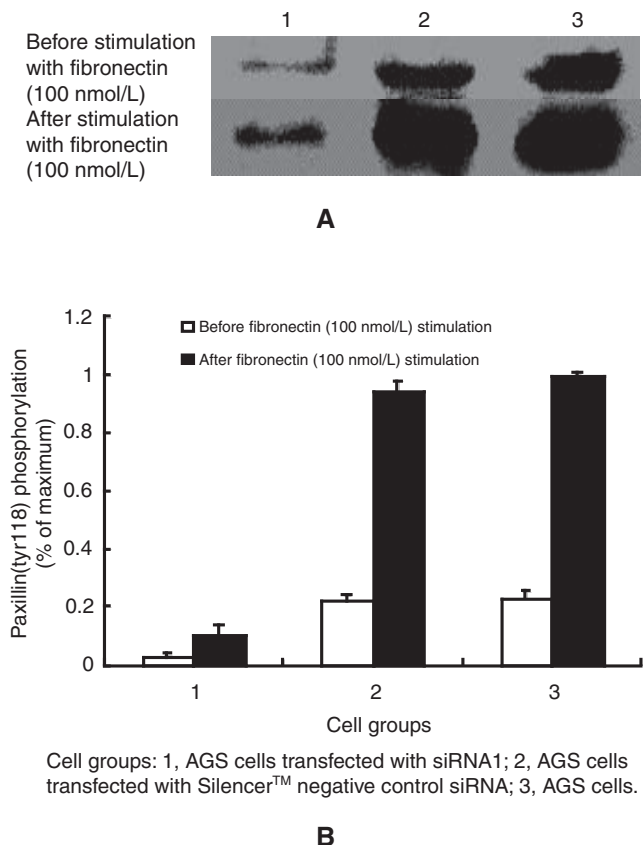 1 2 3
Before stimulation
with fibronectin
(100 nmol/L)
After stimulation
with fibronectin
(100 nmol/L)
A
1.2
1
0.8
0.6
0.4
0.2
0
Paxillin(tyr118) phosphorylation
(% of maximum)
Before fibronectin (100 nmol/L) stimulation
After fibronectin (100 nmol/L) stimulation
1 2 3
Cell groups
Cell groups: 1, AGS cells transfected with siRNA1; 2, AGS cells
transfected with Silencer™ negative control siRNA; 3, AGS cells.
B